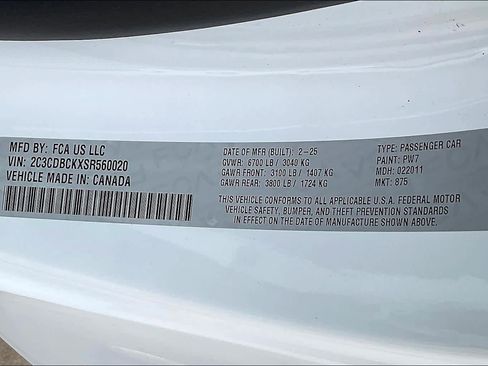 MFD BY: FCA US LLC
VIN: 2C3CDBCKXSR560020
VEHICLE MADE IN: CANADA
DATE OF MFR (BUILT): 2-25
GVWR: 6700 LB / 3040 KG
GAWR FRONT: 3100 LB / 1407 KG
GAWR REAR: 3800 LB / 1724 KG
TYPE: PASSENGER CAR
PAINT: PW7
MDH: 022011
MKT: 875
THIS VEHICLE CONFORMS TO ALL APPLICABLE U.S.A. FEDERAL MOTOR
VEHICLE SAFETY, BUMPER, AND THEFT PREVENTION STANDARDS
IN EFFECT ON THE DATE OF MANUFACTURE SHOWN ABOVE.